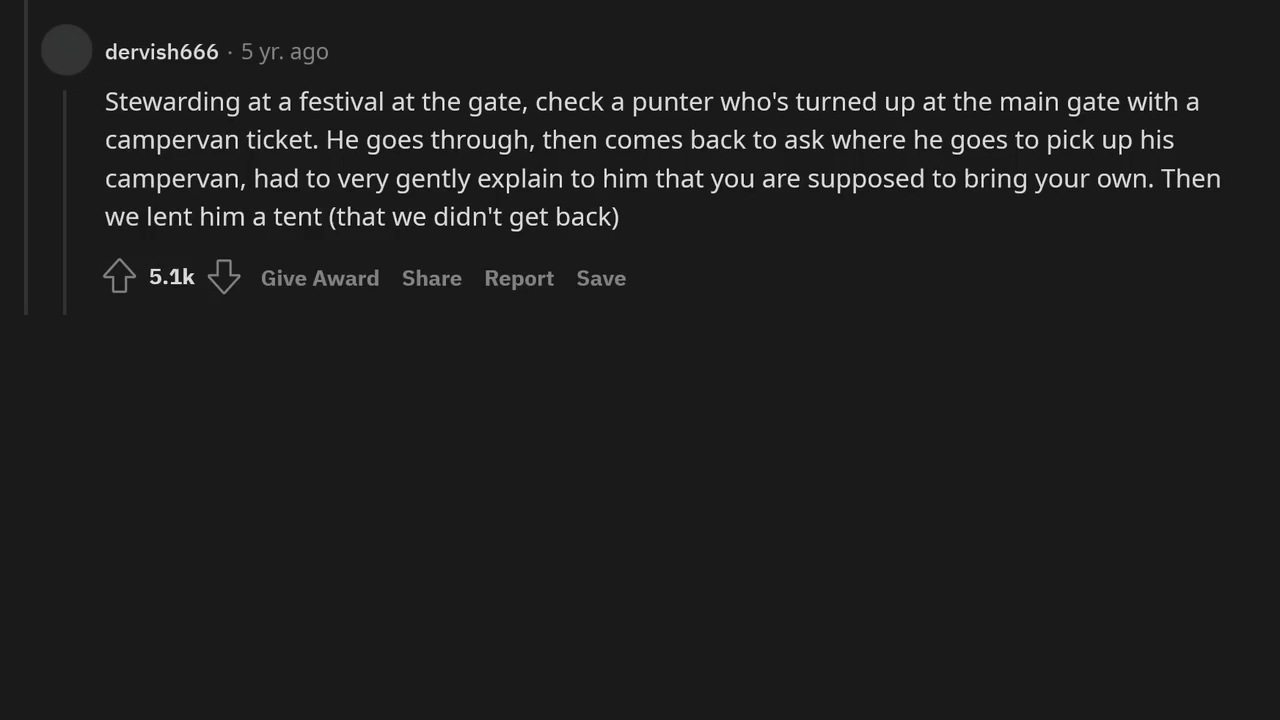 dervish666 · 5 yr. ago
Stewarding at a festival at the gate, check a punter who's turned up at the main gate with a
campervan ticket. He goes through, then comes back to ask where he goes to pick up his
campervan, had to very gently explain to him that you are supposed to bring your own. Then
we lent him a tent (that we didn't get back)
5.1k Give Award Share Report Save